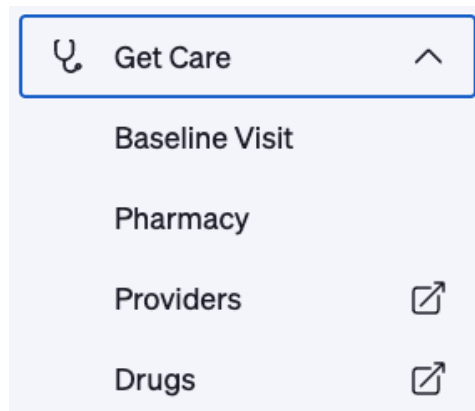 Get Care
Baseline Visit
Pharmacy
Providers
Drugs